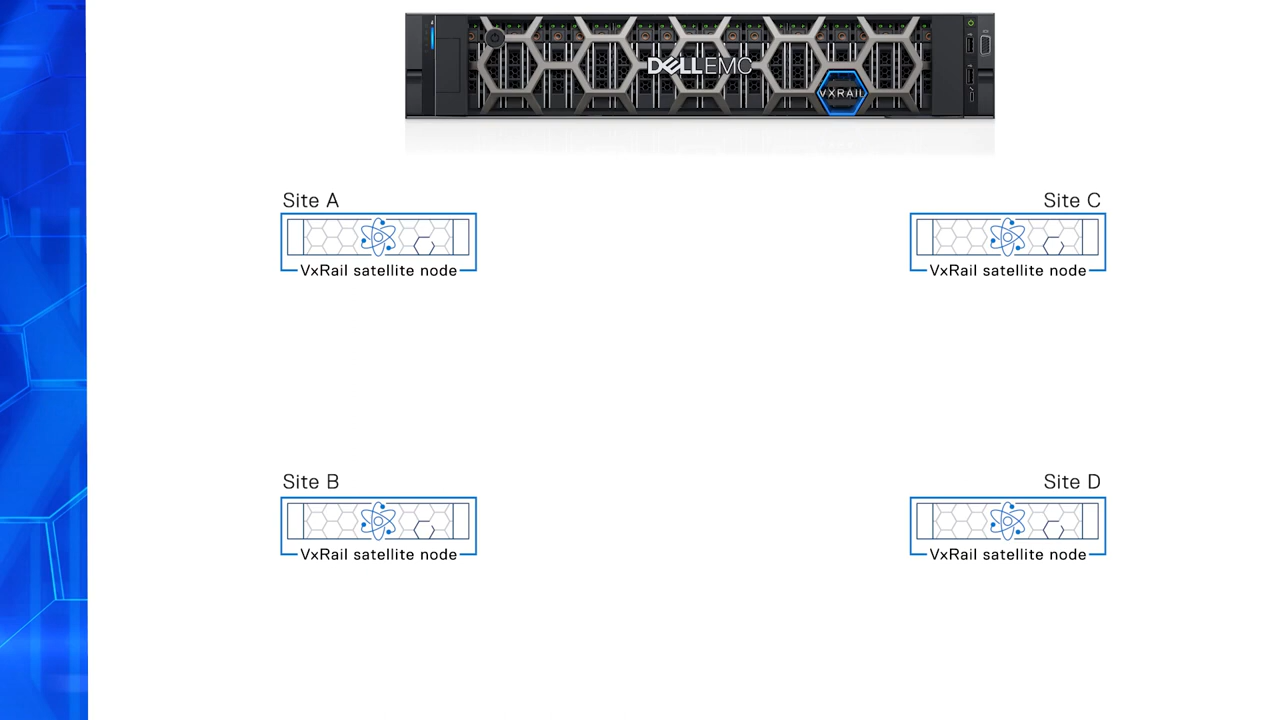 DELLEMC
VXRAIL
Site A
VxRail satellite node
Site C
VxRail satellite node
Site B
VxRail satellite node
Site D
VxRail satellite node